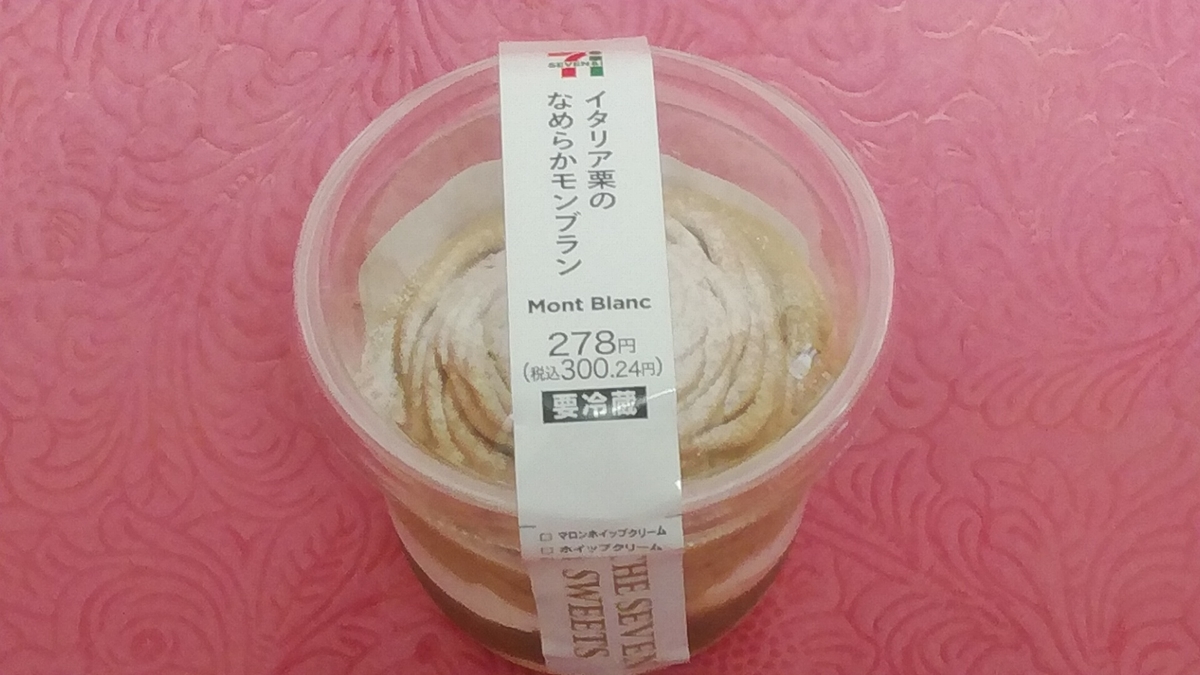 SEVEN&i
イタリア栗の
なめらかモンブラン
Mont Blanc
278円
(税込300.24円)
要冷蔵
マロンホイップクリーム
ホイップクリーム
THE SEVEN
SWEETS